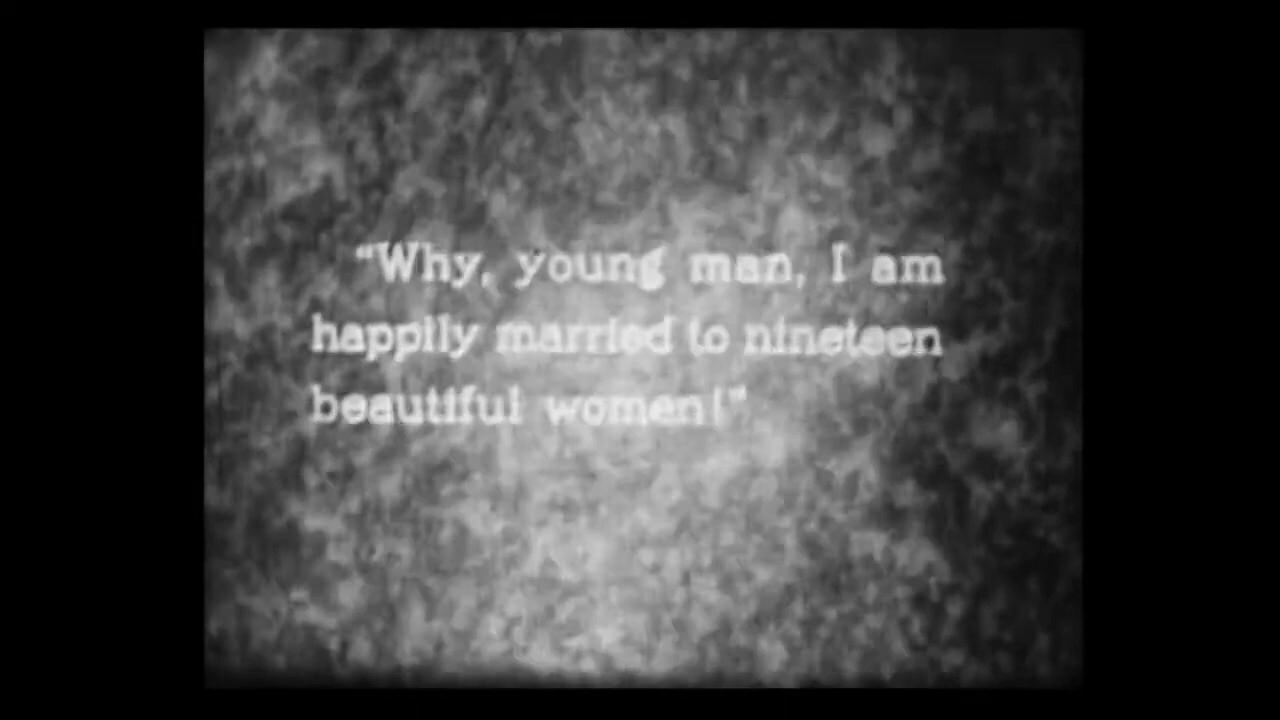 “Why, young man, I am
happily married to nineteen
beautiful women!”